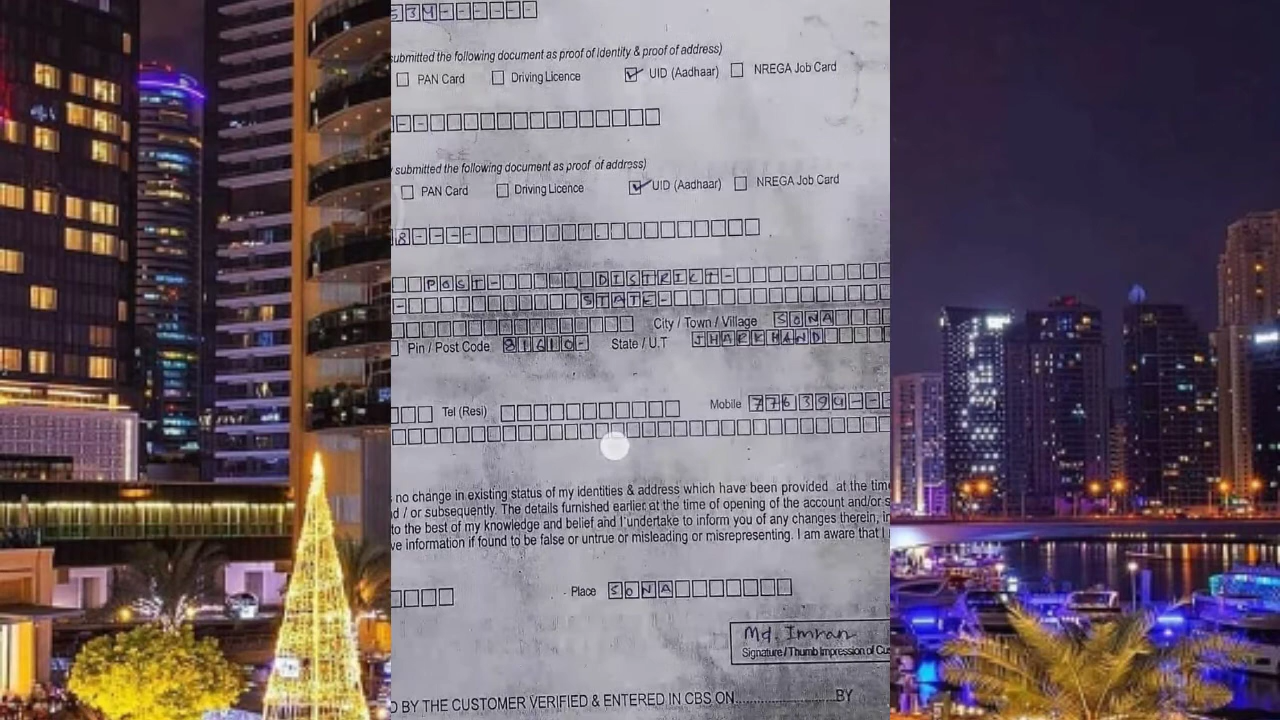 534-
submitted the following document as proof of identity & proof of address)
PAN Card Driving Licence UID (Aadhaar) NREGA Job Card
submitted the following document as proof of address)
PAN Card Driving Licence UID (Aadhaar) NREGA Job Card
8---
POST- DISTRICT-
STATE-
City / Town / Village SONA
Pin / Post Code 81610- State / U.T JHARKHAND
Tel (Resi) Mobile 776394--
no change in existing status of my identities & address which have been provided at the time
/ or subsequently. The details furnished earlier at the time of opening of the account and/or
to the best of my knowledge and belief and I undertake to inform you of any changes therein,
information if found to be false or untrue or misleading or misrepresenting. I am aware that I
Place SONA
Md. Imran
Signature / Thumb Impression of
BY THE CUSTOMER VERIFIED & ENTERED IN CBS ON....................BY